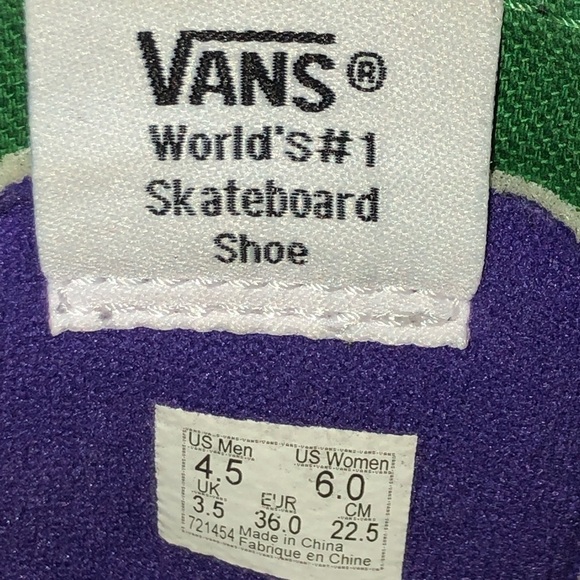 VANS®
World's#1
Skateboard
Shoe
US Men US Women
4.5 6.0
UK EUR CM
3.5 36.0 22.5
721454 Made in China
Fabrique en Chine